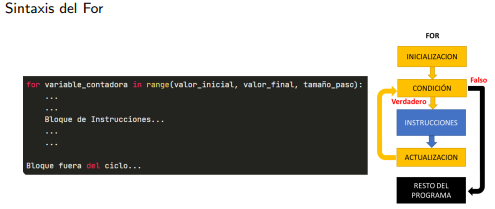 Sintaxis del For
for variable_contadora in range(valor_inicial, valor_final, tamaño_paso):
...
...
Bloque de Instrucciones...
...
...
Bloque fuera del ciclo...
FOR
INICIALIZACION
CONDICIÓN
Falso
Verdadero
INSTRUCCIONES
ACTUALIZACION
RESTO DEL
PROGRAMA